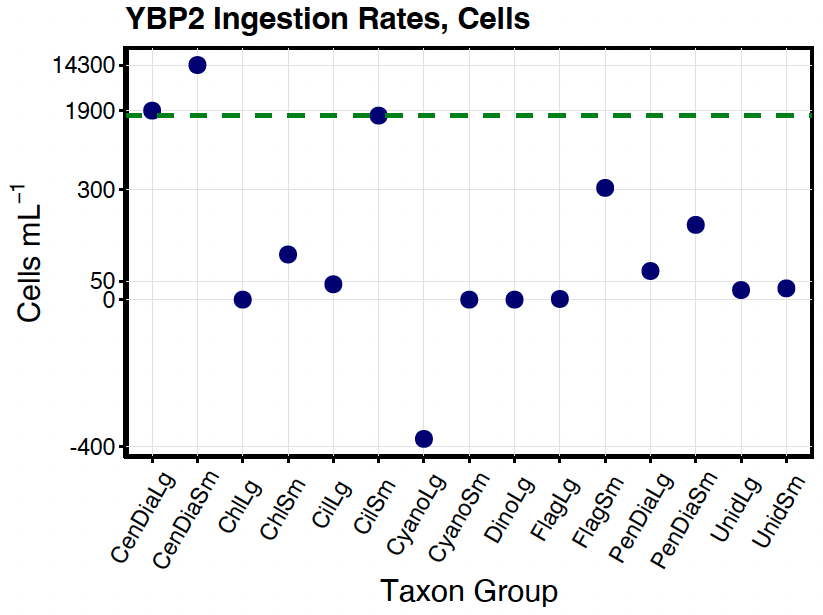 YBP2 Ingestion Rates, Cells
14300
1900
300
50
0
-400
Cells mL⁻¹
CenDiaLg
CenDiaSm
ChlLg
ChlSm
CilLg
CilSm
CyanoLg
CyanoSm
DinoLg
FlagLg
FlagSm
PenDiaLg
PenDiaSm
UnidLg
UnidSm
Taxon Group